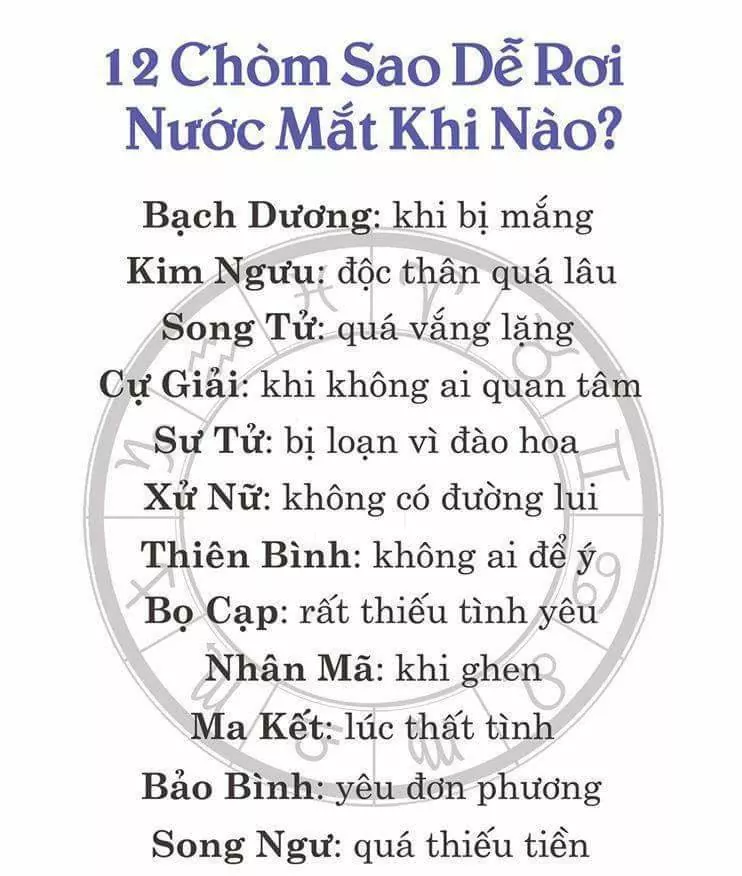 12 Chòm Sao Dễ Rơi
Nước Mắt Khi Nào?
Bạch Dương: khi bị mắng
Kim Ngưu: độc thân quá lâu
Song Tử: quá vắng lặng
Cự Giải: khi không ai quan tâm
Sư Tử: bị loạn vì đào hoa
Xử Nữ: không có đường lui
Thiên Bình: không ai để ý
Bọ Cạp: rất thiếu tình yêu
Nhân Mã: khi ghen
Ma Kết: lúc thất tình
Bảo Bình: yêu đơn phương
Song Ngư: quá thiếu tiền